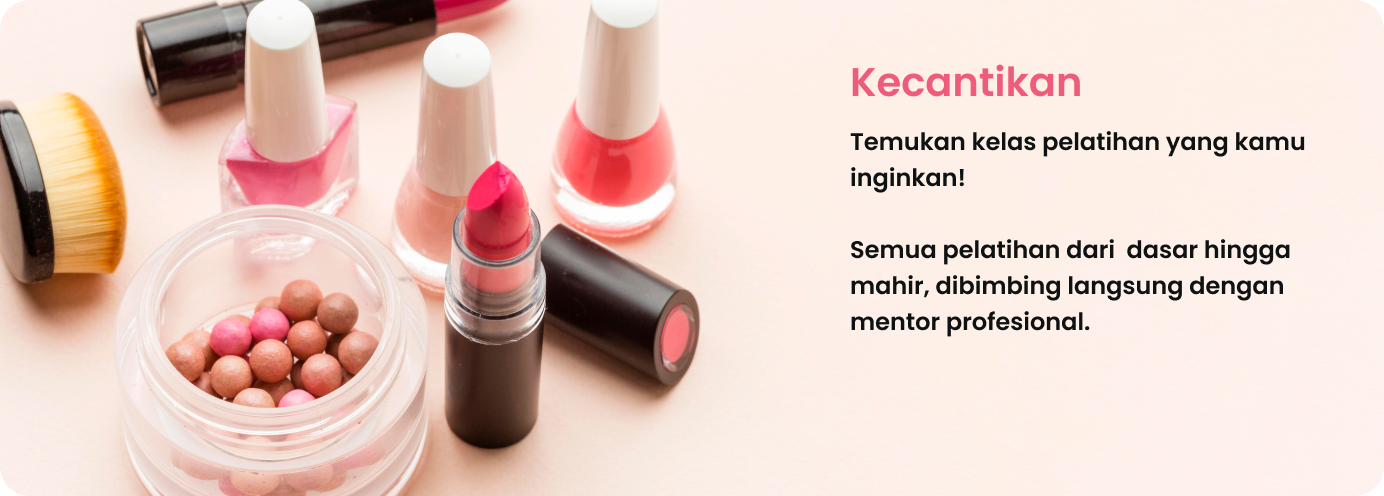 Kecantikan
Temukan kelas pelatihan yang kamu
inginkan!
Semua pelatihan dari  dasar hingga
mahir, dibimbing langsung dengan
mentor profesional.